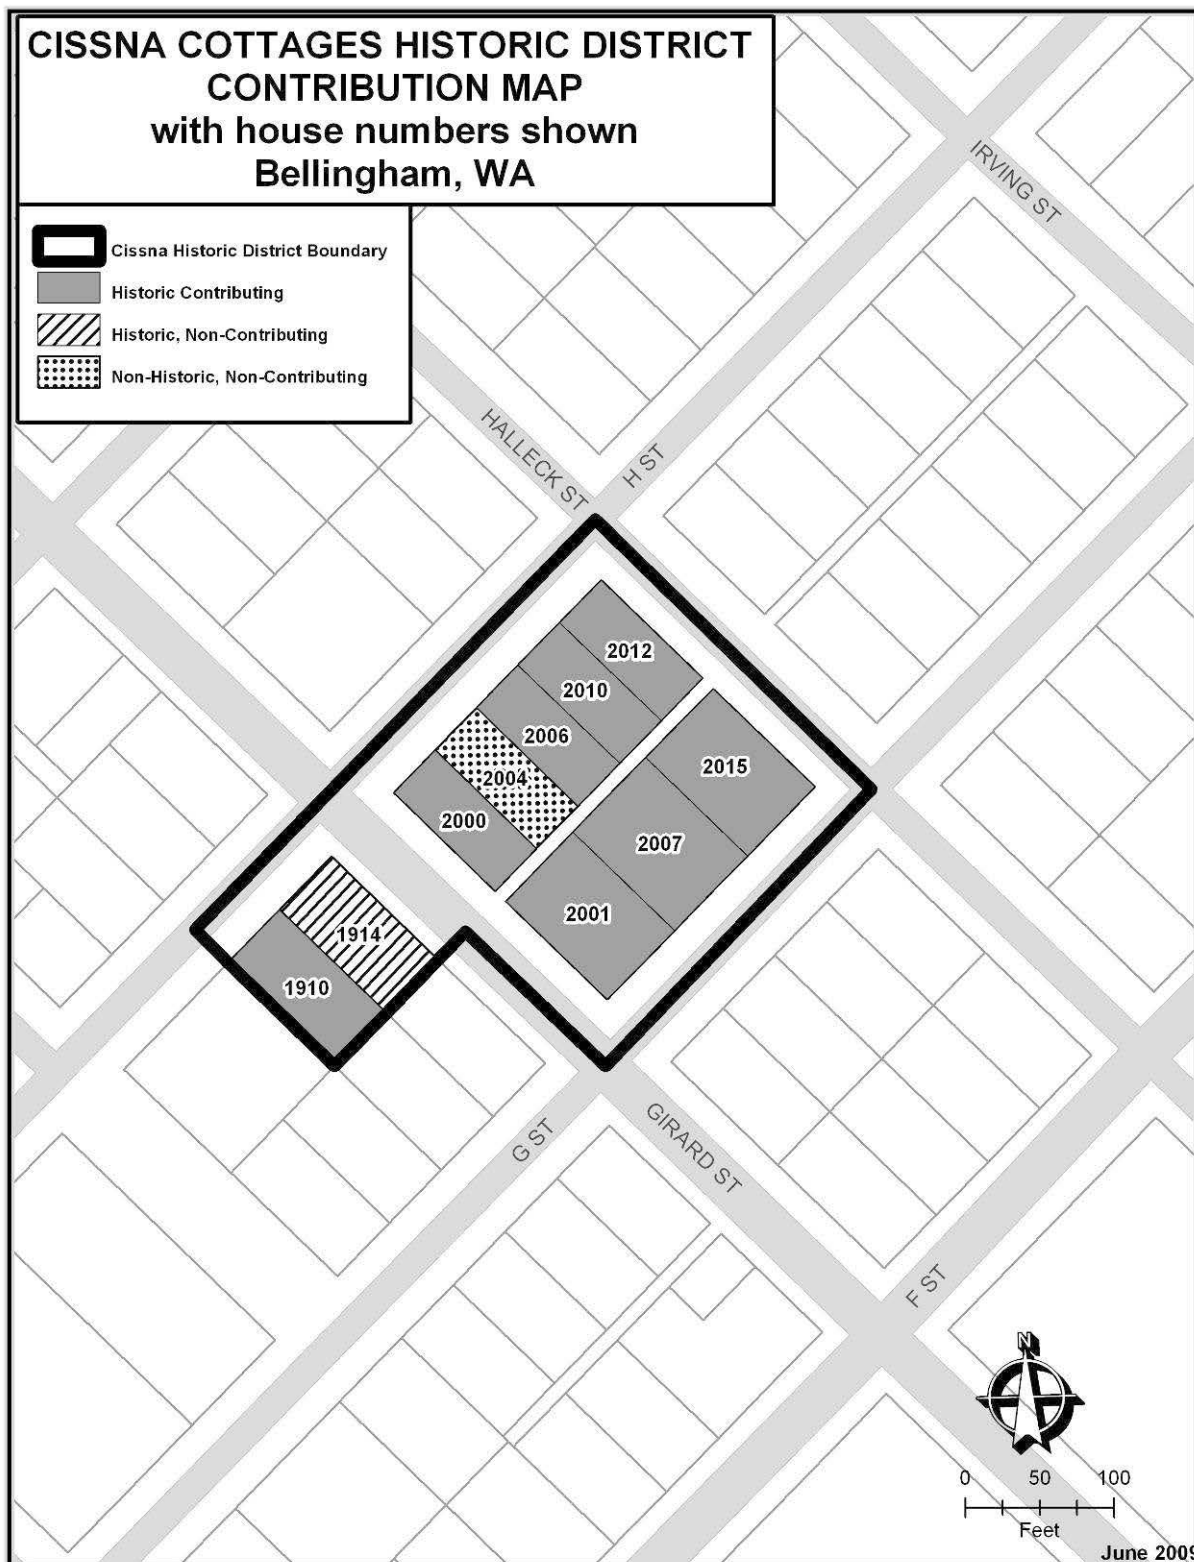 CISSNA COTTAGES HISTORIC DISTRICT
CONTRIBUTION MAP
with house numbers shown
Bellingham, WA
Cissna Historic District Boundary
Historic Contributing
Historic, Non-Contributing
Non-Historic, Non-Contributing
IRVING ST
HALLECK ST
H ST
2012
2010
2006
2004
2000
2015
2007
2001
1914
1910
G ST
GIRARD ST
F ST
N
0 50 100
Feet
June 2009